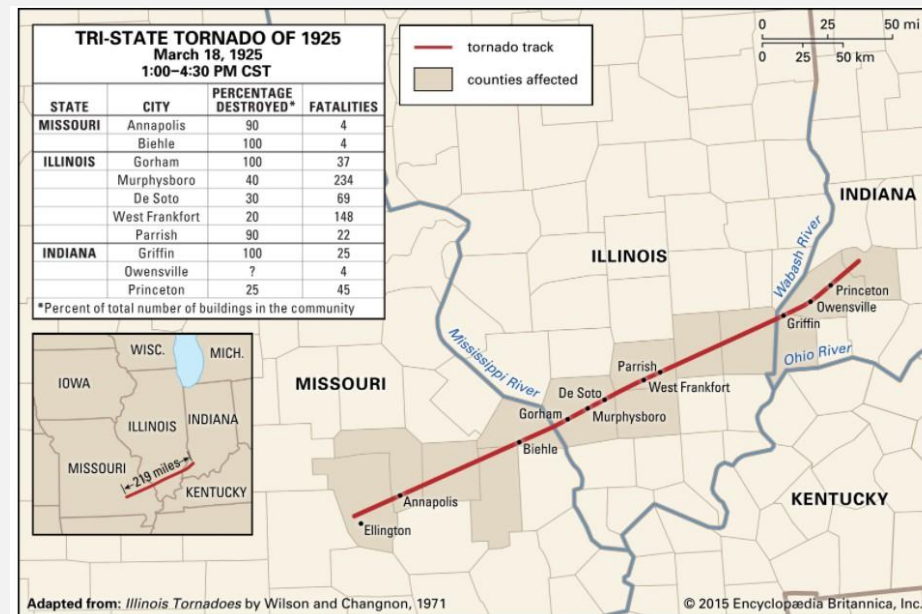 TRI-STATE TORNADO OF 1925
March 18, 1925
1:00–4:30 PM CST
STATE CITY PERCENTAGE DESTROYED* FATALITIES
MISSOURI Annapolis 90 4
Biehle 100 4
ILLINOIS Gorham 100 37
Murphysboro 40 234
De Soto 30 69
West Frankfort 20 148
Parrish 90 22
INDIANA Griffin 100 25
Owensville ? 4
Princeton 25 45
*Percent of total number of buildings in the community
tornado track
counties affected
0 25 50 mi
0 25 50 km
INDIANA
ILLINOIS
Wabash River
Princeton
Owensville
Griffin
Ohio River
Mississippi River
MISSOURI
Parrish
West Frankfort
De Soto
Gorham
Murphysboro
Biehle
Annapolis
Ellington
KENTUCKY
WISC.
MICH.
IOWA
ILLINOIS
INDIANA
MISSOURI
219 miles
KENTUCKY
Adapted from: Illinois Tornadoes by Wilson and Changnon, 1971
© 2015 Encyclopædia Britannica, Inc.